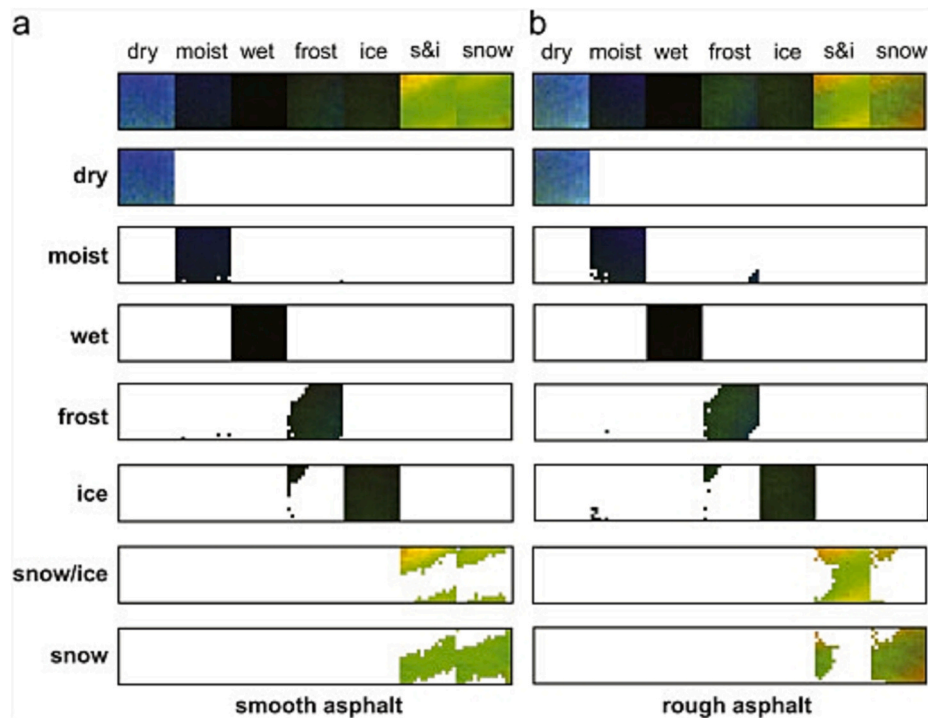 a b
dry moist wet frost ice s&i snow dry moist wet frost ice s&i snow
dry
moist
wet
frost
ice
snow/ice
snow
smooth asphalt rough asphalt